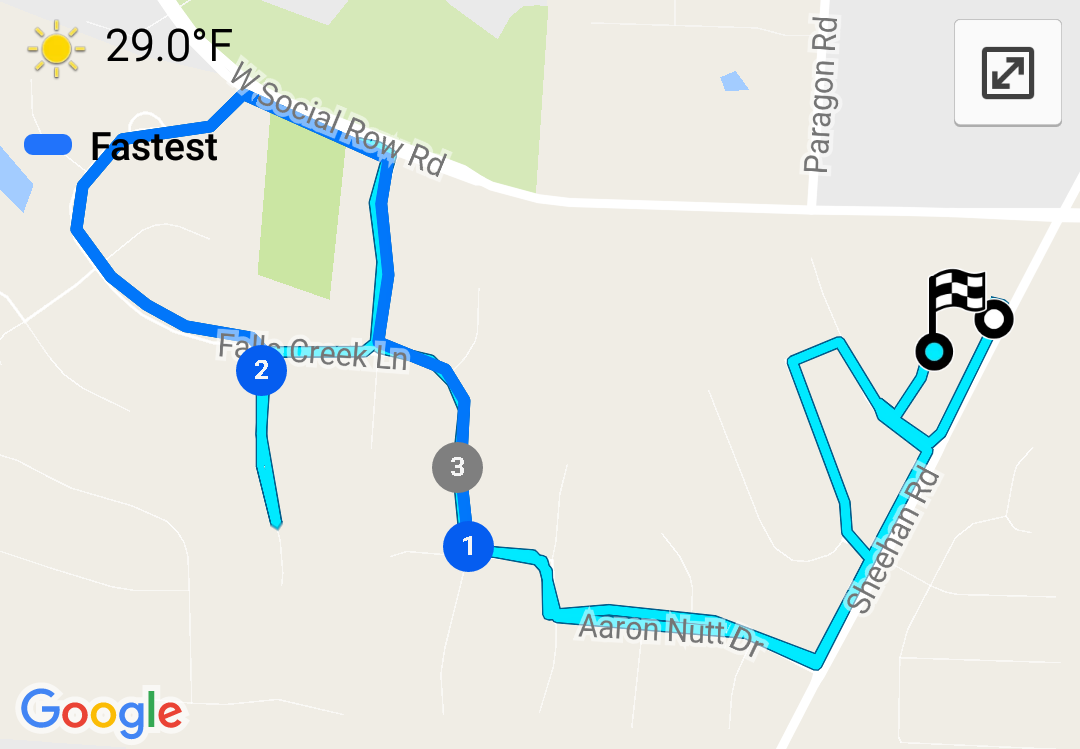 29.0°F
W Social Row Rd
Paragon Rd
Fastest
Falls Creek Ln
2
3
1
Sheehan Rd
Aaron Nutt Dr
Google